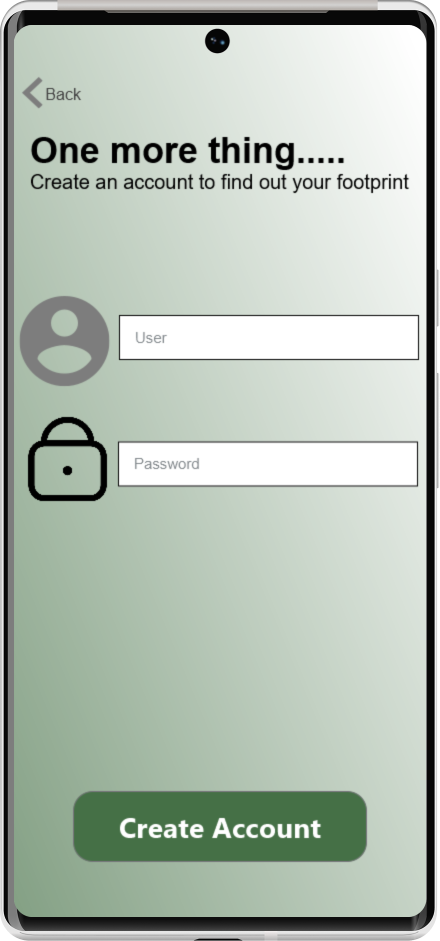 Back
One more thing.....
Create an account to find out your footprint
User
Password
Create Account